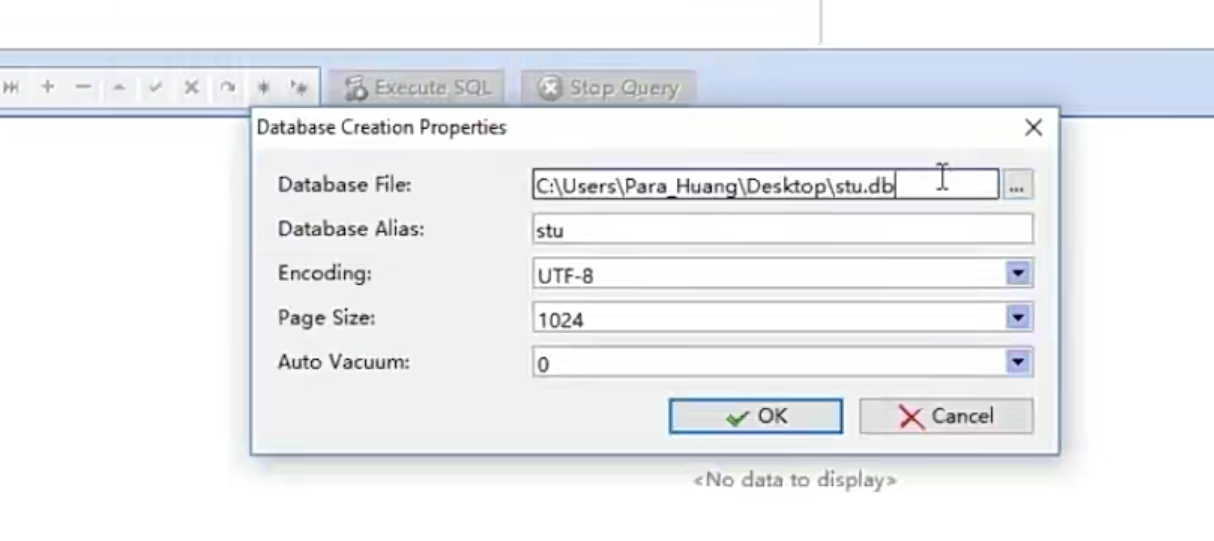 Execute SQL Stop Query
Database Creation Properties
Database File: C:\Users\Para_Huang\Desktop\stu.db ...
Database Alias: stu
Encoding: UTF-8
Page Size: 1024
Auto Vacuum: 0
OK Cancel
<No data to display>